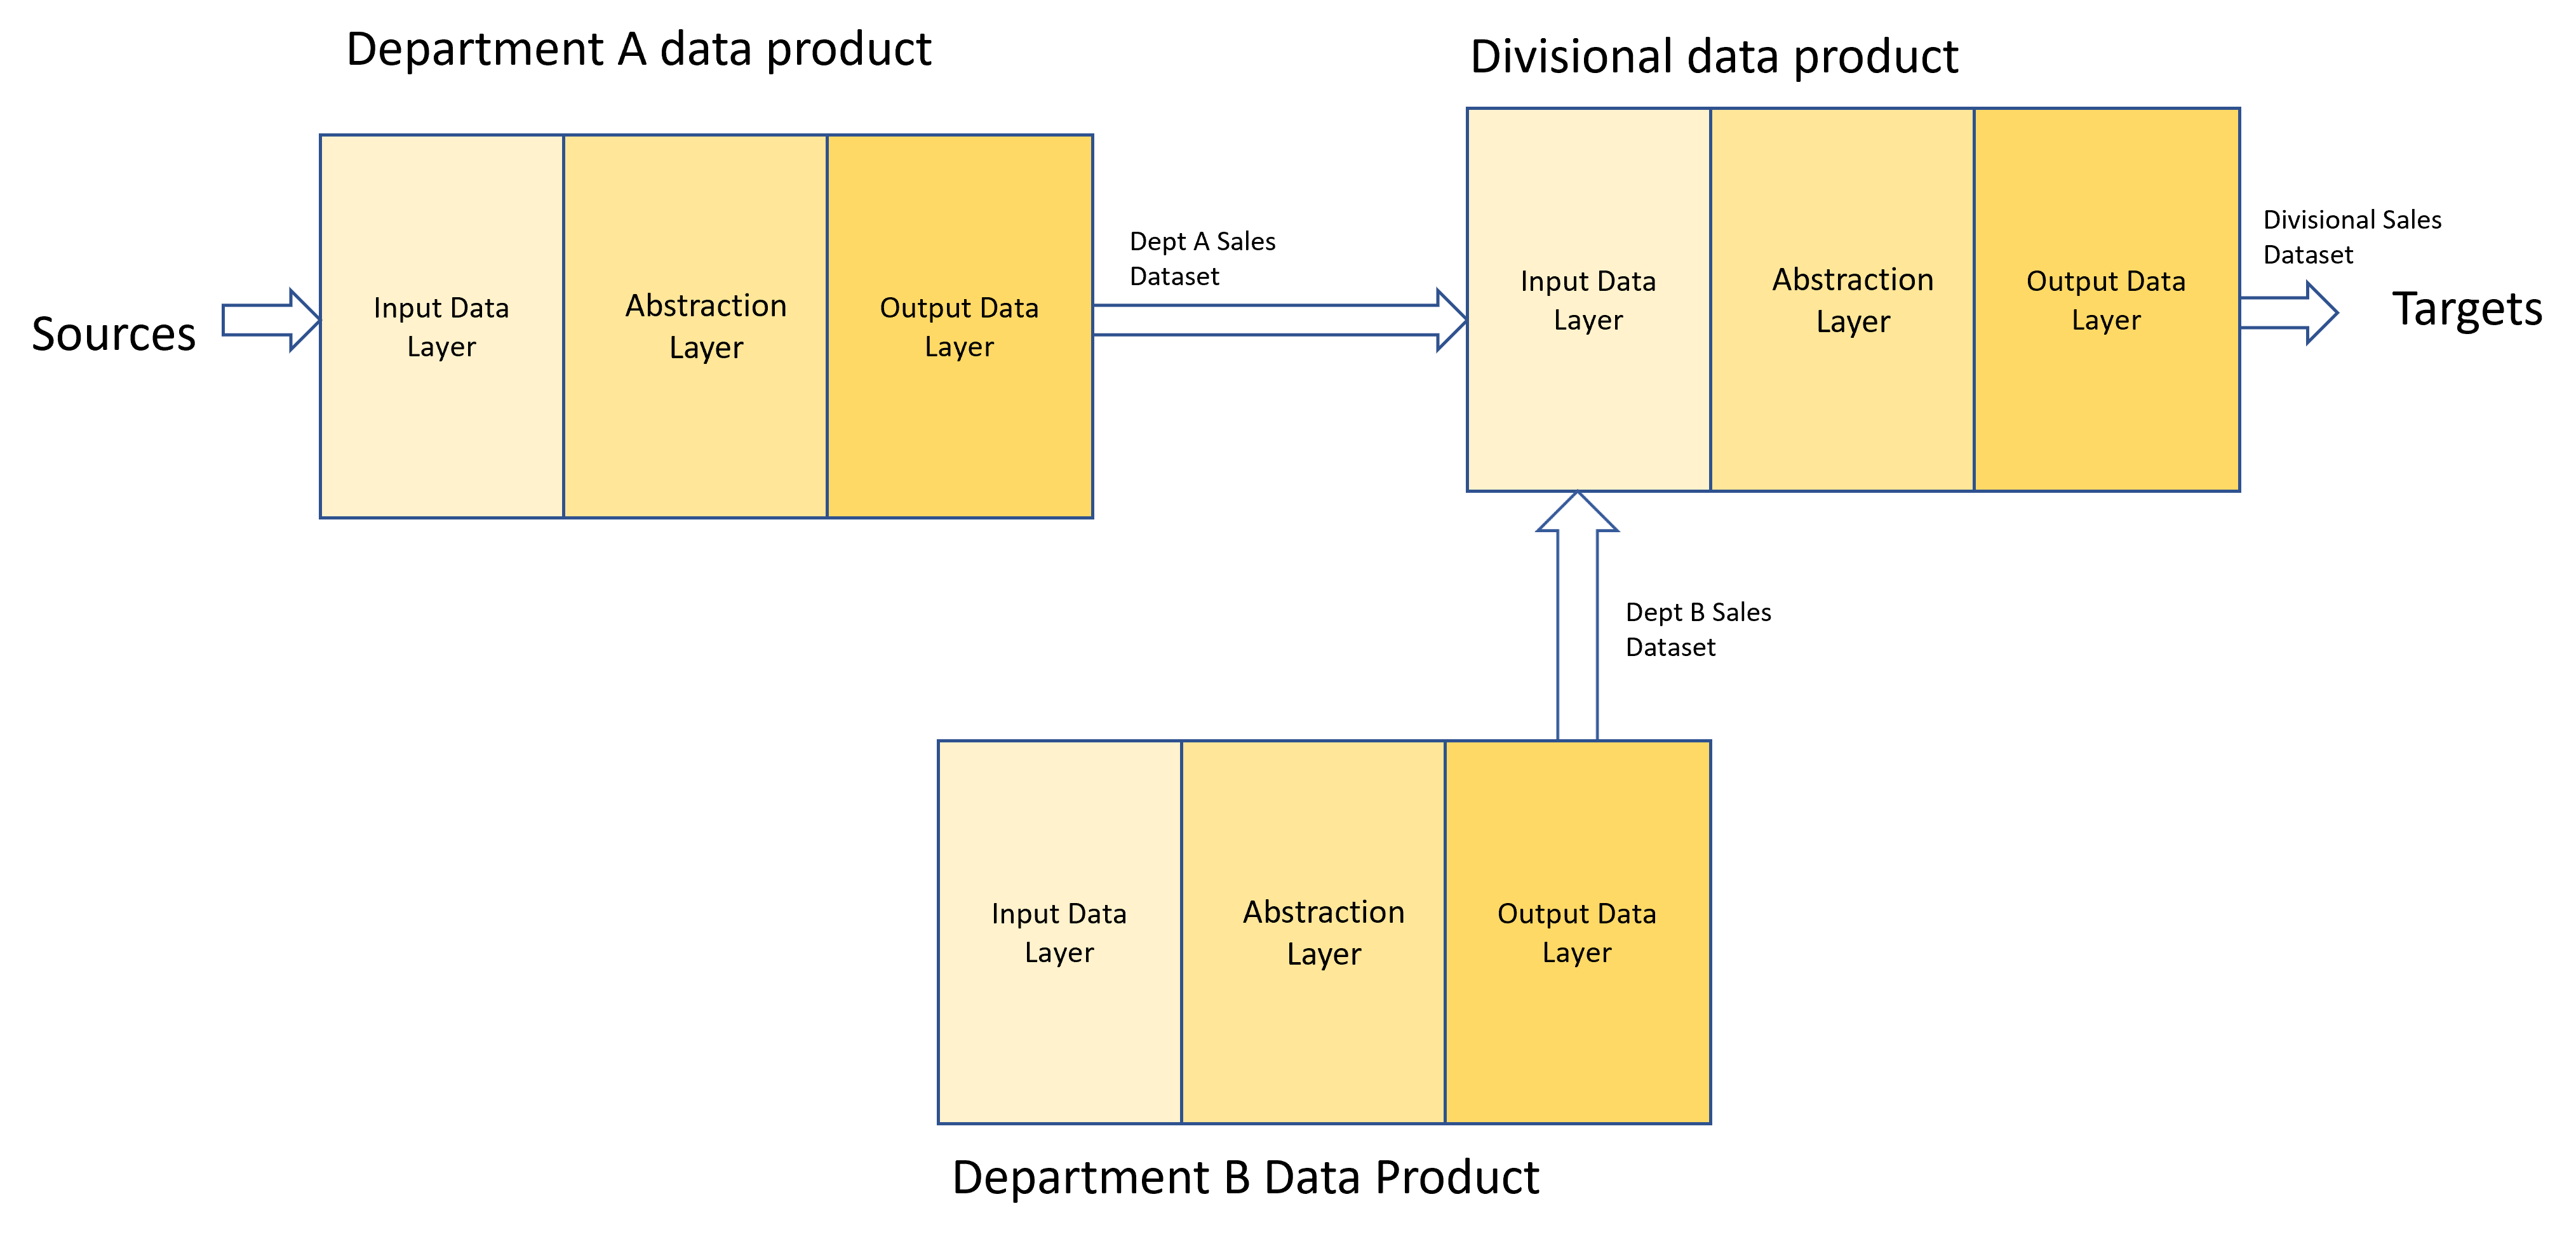 Department A data product
Divisional data product
Sources
Input Data
Layer
Abstraction
Layer
Output Data
Layer
Dept A Sales
Dataset
Input Data
Layer
Abstraction
Layer
Output Data
Layer
Divisional Sales
Dataset
Targets
Dept B Sales
Dataset
Input Data
Layer
Abstraction
Layer
Output Data
Layer
Department B Data Product